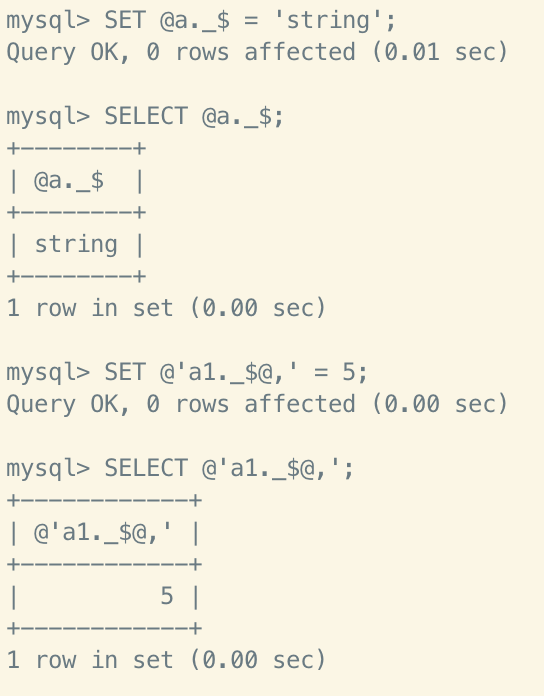 mysql> SET @a._$ = 'string';
Query OK, 0 rows affected (0.01 sec)

mysql> SELECT @a._$;
+--------+
| @a._$  |
+--------+
| string |
+--------+
1 row in set (0.00 sec)

mysql> SET @'a1._$@,' = 5;
Query OK, 0 rows affected (0.00 sec)

mysql> SELECT @'a1._$@,';
+------------+
| @'a1._$@,' |
+------------+
|          5 |
+------------+
1 row in set (0.00 sec)